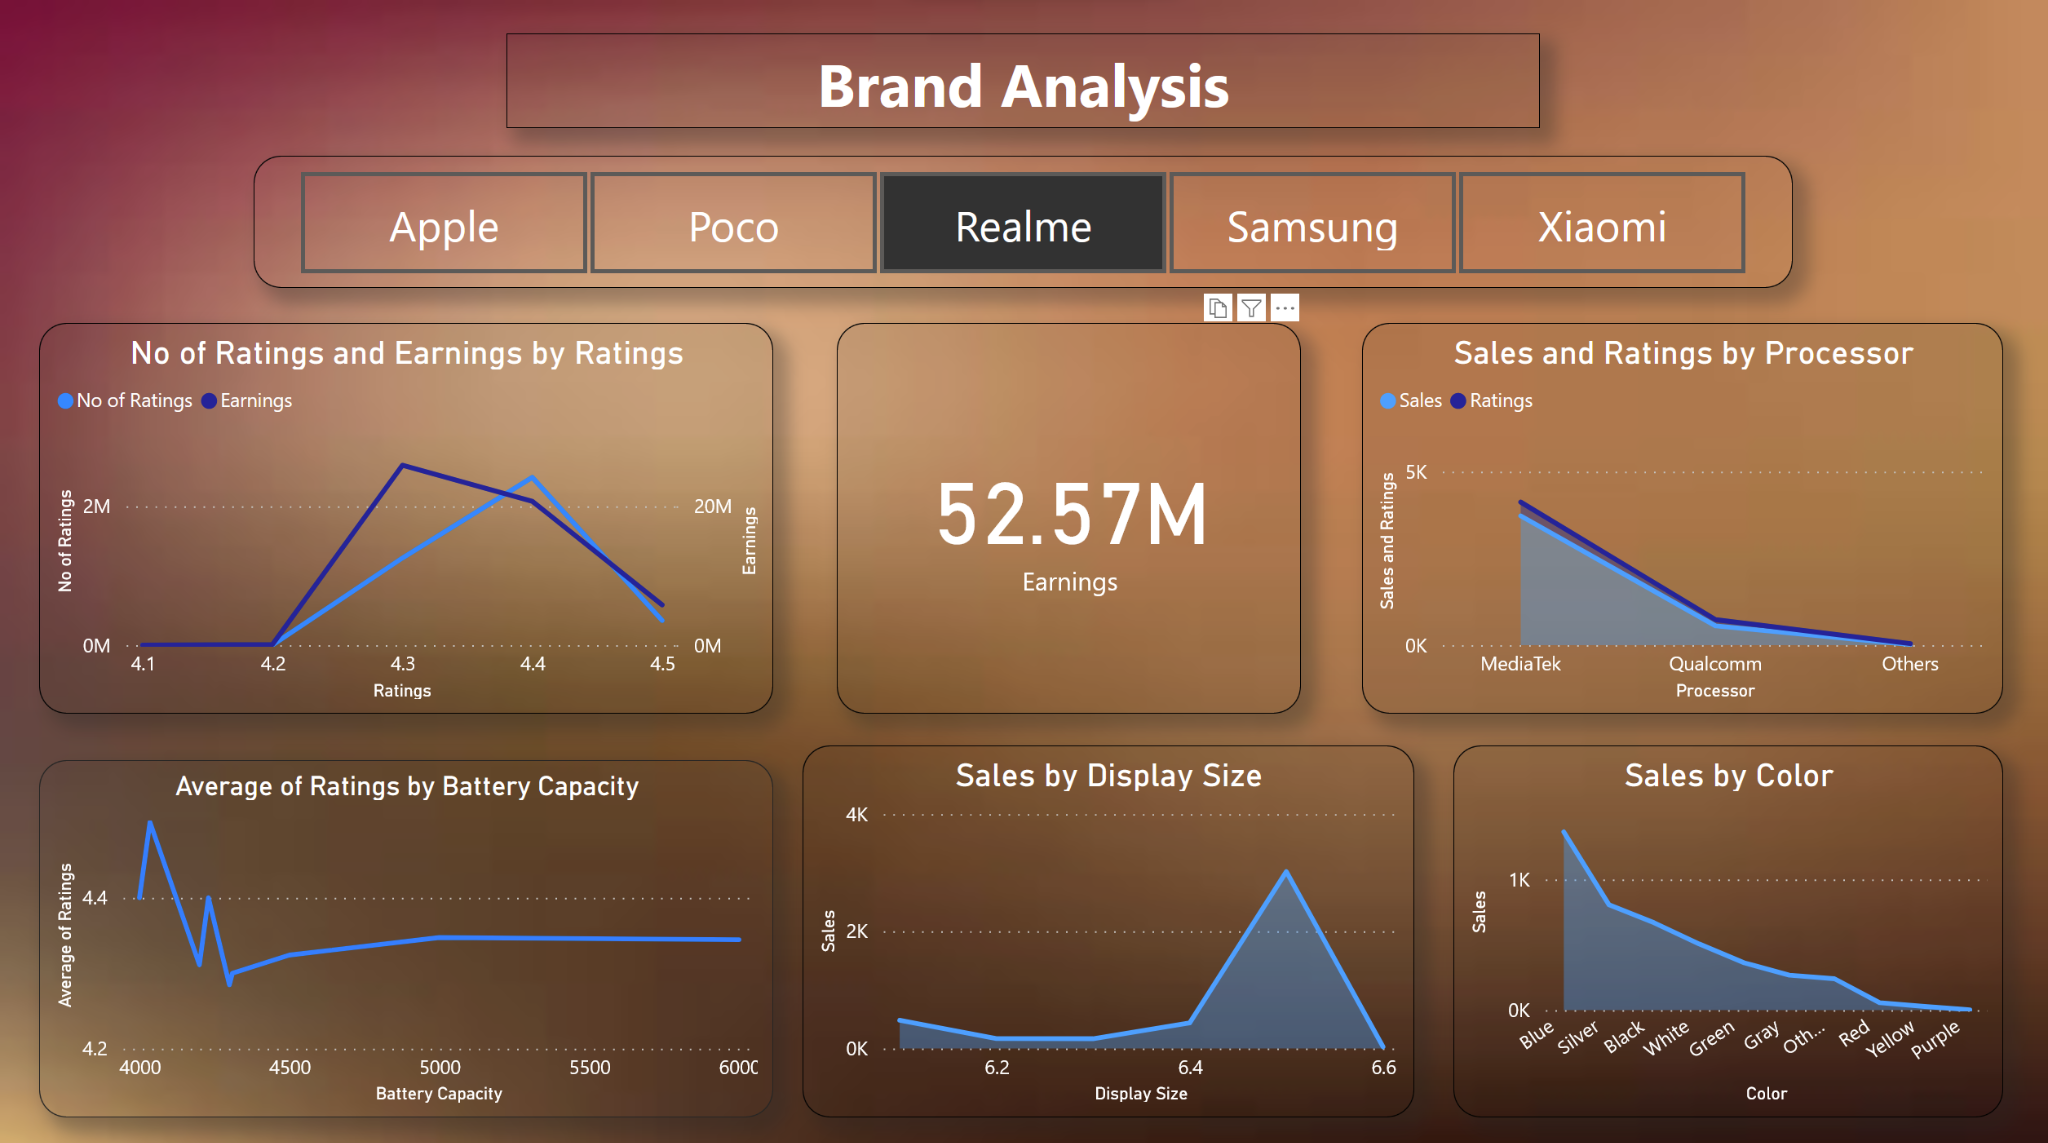 Brand Analysis
Apple Poco Realme Samsung Xiaomi
No of Ratings and Earnings by Ratings
No of Ratings Earnings
No of Ratings
2M
0M
20M
0M
Earnings
4.1 4.2 4.3 4.4 4.5
Ratings
52.57M
Earnings
Sales and Ratings by Processor
Sales Ratings
Sales and Ratings
5K
0K
MediaTek Qualcomm Others
Processor
Average of Ratings by Battery Capacity
Average of Ratings
4.4
4.2
4000 4500 5000 5500 6000
Battery Capacity
Sales by Display Size
Sales
4K
2K
0K
6.2 6.4 6.6
Display Size
Sales by Color
Sales
1K
0K
Blue Silver Black White Green Gray Oth... Red Yellow Purple
Color